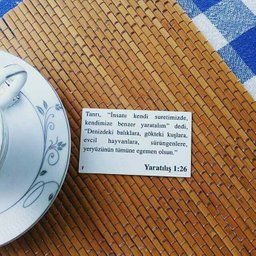 Tanrı, “İnsanı kendi suretimizde,
kendimize benzer yaratalım” dedi,
“Denizdeki balıklara, gökteki kuşlara,
evcil hayvanlara, sürüngenlere,
yeryüzünün tümüne egemen olsun.”
Yaratılış 1:26